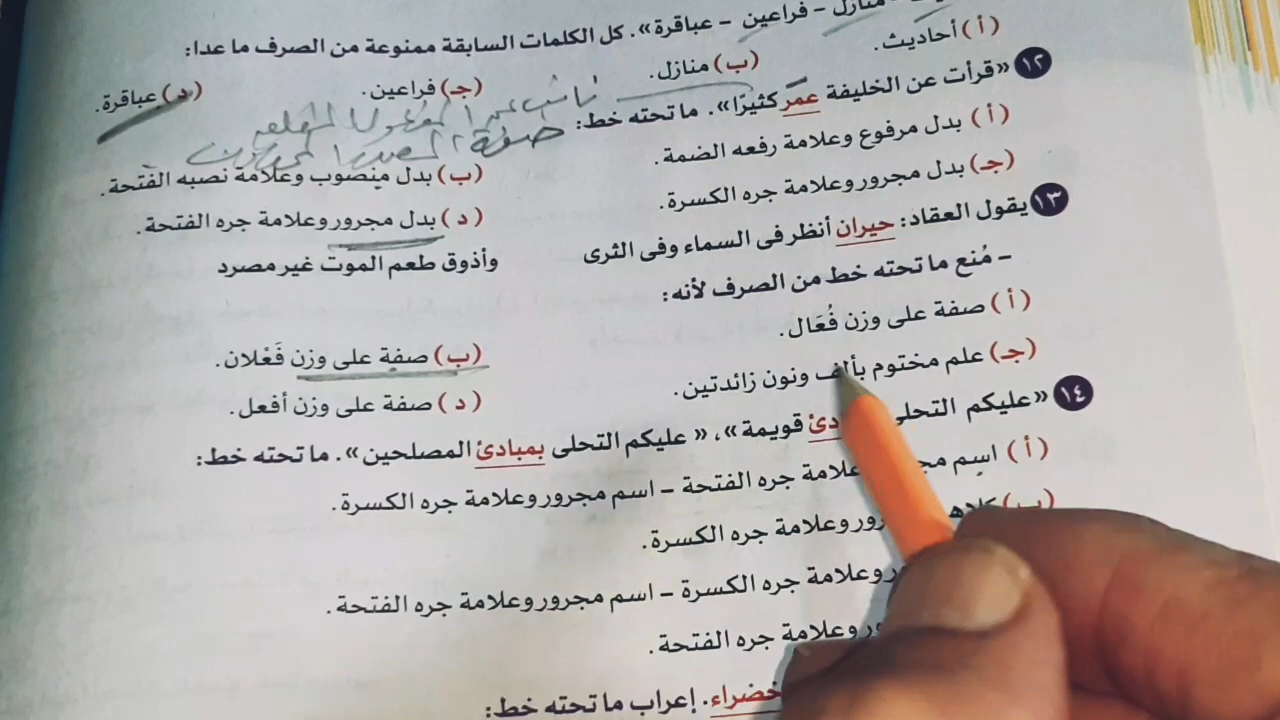 منازل – فراعين – عباقرة». كل الكلمات السابقة ممنوعة من الصرف ما عدا:
(أ) أحاديث. (ب) منازل. (جـ) فراعين. (د) عباقرة.
١٢ «قرأت عن الخليفة عمر كثيرًا». ما تحته خط:
(أ) بدل مرفوع وعلامة رفعه الضمة. (ب) بدل منصوب وعلامة نصبه الفتحة.
(جـ) بدل مجرور وعلامة جره الكسرة. (د) بدل مجرور وعلامة جره الفتحة.
١٣ يقول العقاد: حيران أنظر فى السماء وفى الثرى وأذوق طعم الموت غير مصرد
– مُنع ما تحته خط من الصرف لأنه:
(أ) صفة على وزن فُعَال. (ب) صفة على وزن فَعْلان.
(جـ) علم مختوم بألف ونون زائدتين. (د) صفة على وزن أفعل.
١٤ «عليكم التحلى قويمة»، «عليكم التحلى بمبادئ المصلحين». ما تحته خط:
(أ) اسم وعلامة جره الفتحة – اسم مجرور وعلامة جره الكسرة.
(ب) وعلامة جره الكسرة.
وعلامة جره الكسرة – اسم مجرور وعلامة جره الفتحة.
وعلامة جره الفتحة.
خضراء. إعراب ما تحته خط: